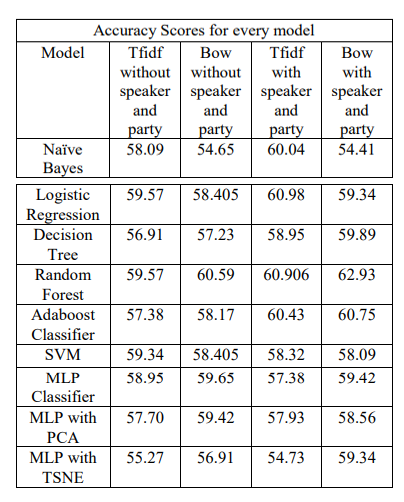 Accuracy Scores for every model
Model Tfidf without speaker and party Bow without speaker and party Tfidf with speaker and party Bow with speaker and party
Naïve Bayes 58.09 54.65 60.04 54.41
Logistic Regression 59.57 58.405 60.98 59.34
Decision Tree 56.91 57.23 58.95 59.89
Random Forest 59.57 60.59 60.906 62.93
Adaboost Classifier 57.38 58.17 60.43 60.75
SVM 59.34 58.405 58.32 58.09
MLP Classifier 58.95 59.65 57.38 59.42
MLP with PCA 57.70 59.42 57.93 58.56
MLP with TSNE 55.27 56.91 54.73 59.34